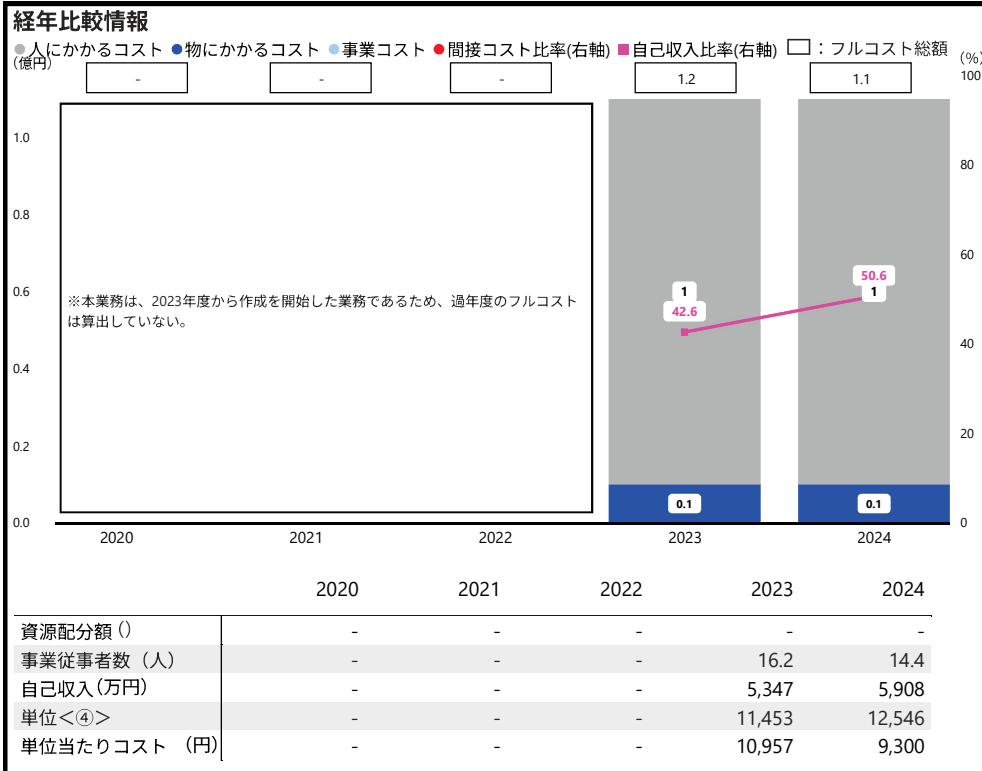 経年比較情報
人にかかるコスト 物にかかるコスト 事業コスト 間接コスト比率(右軸) 自己収入比率(右軸) ：フルコスト総額
(億円) (%)
- - - 1.2 1.1 100
1.0
80
0.8
60
0.6
※本業務は、2023年度から作成を開始した業務であるため、過年度のフルコスト
は算出していない。
50.6
1 1
42.6
40
0.4
0.2
20
0.1 0.1
0.0 0
2020 2021 2022 2023 2024
2020 2021 2022 2023 2024
資源配分額 () - - - - -
事業従事者数（人） - - - 16.2 14.4
自己収入(万円) - - - 5,347 5,908
単位＜④＞ - - - 11,453 12,546
単位当たりコスト （円) - - - 10,957 9,300